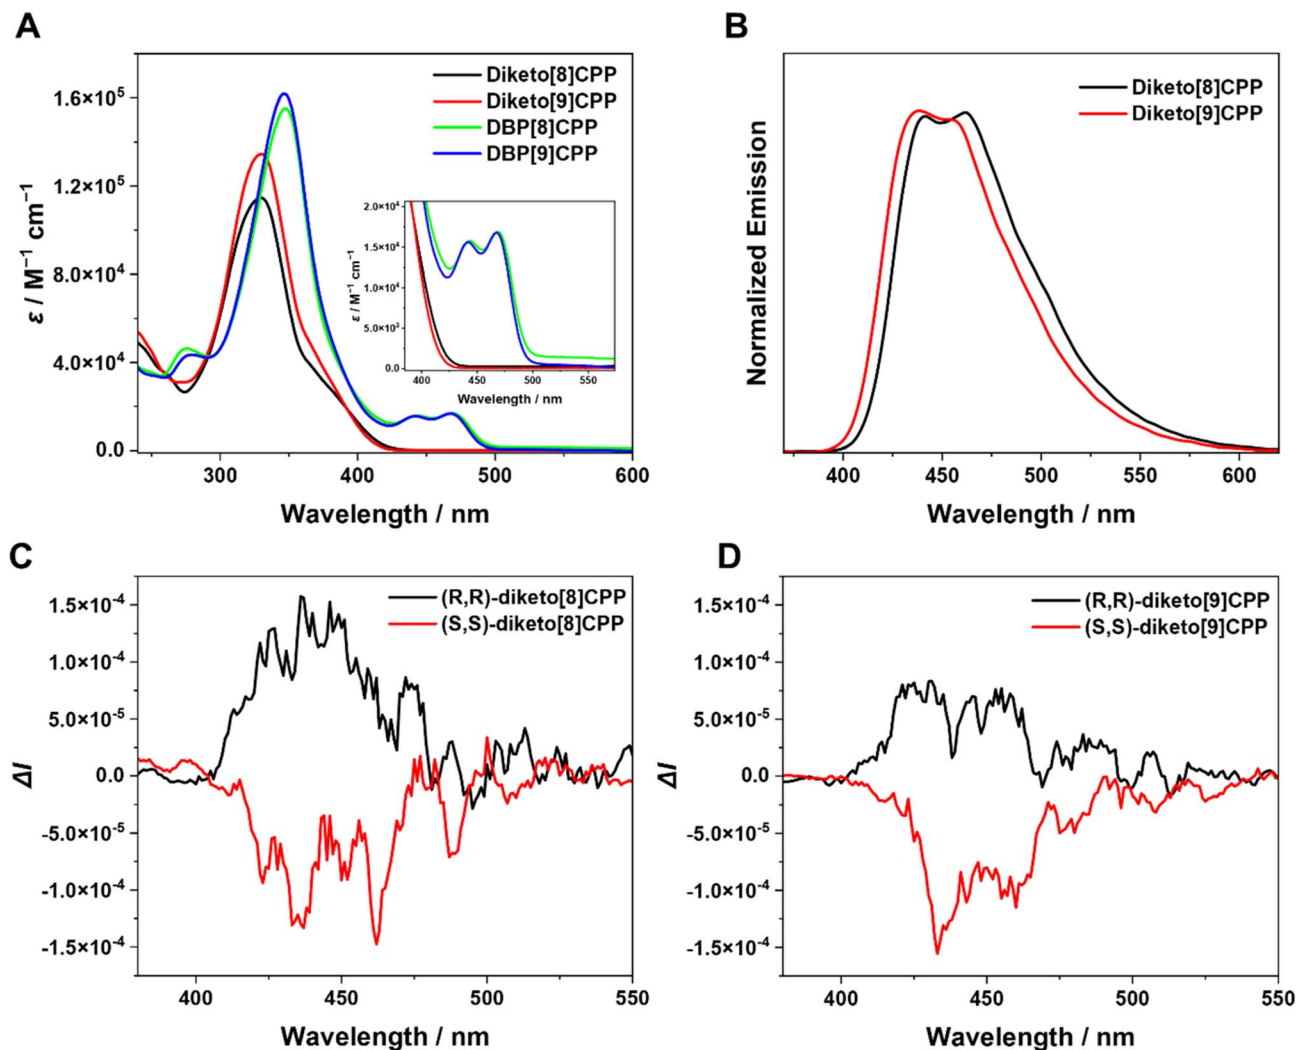 A
B
Diketo[8]CPP
Diketo[9]CPP
DBP[8]CPP
DBP[9]CPP
1.6×10⁵
1.2×10⁵
8.0×10⁴
4.0×10⁴
0.0
ε / M⁻¹ cm⁻¹
300
400
500
600
Wavelength / nm
2.0×10⁴
1.5×10⁴
1.0×10⁴
5.0×10³
0.0
ε / M⁻¹ cm⁻¹
400
450
500
550
Wavelength / nm
Diketo[8]CPP
Diketo[9]CPP
Normalized Emission
400
450
500
550
600
Wavelength / nm
C
D
(R,R)-diketo[8]CPP
(S,S)-diketo[8]CPP
1.5×10⁻⁴
1.0×10⁻⁴
5.0×10⁻⁵
0.0
-5.0×10⁻⁵
-1.0×10⁻⁴
-1.5×10⁻⁴
ΔI
400
450
500
550
Wavelength / nm
(R,R)-diketo[9]CPP
(S,S)-diketo[9]CPP
1.5×10⁻⁴
1.0×10⁻⁴
5.0×10⁻⁵
0.0
-5.0×10⁻⁵
-1.0×10⁻⁴
-1.5×10⁻⁴
ΔI
400
450
500
550
Wavelength / nm